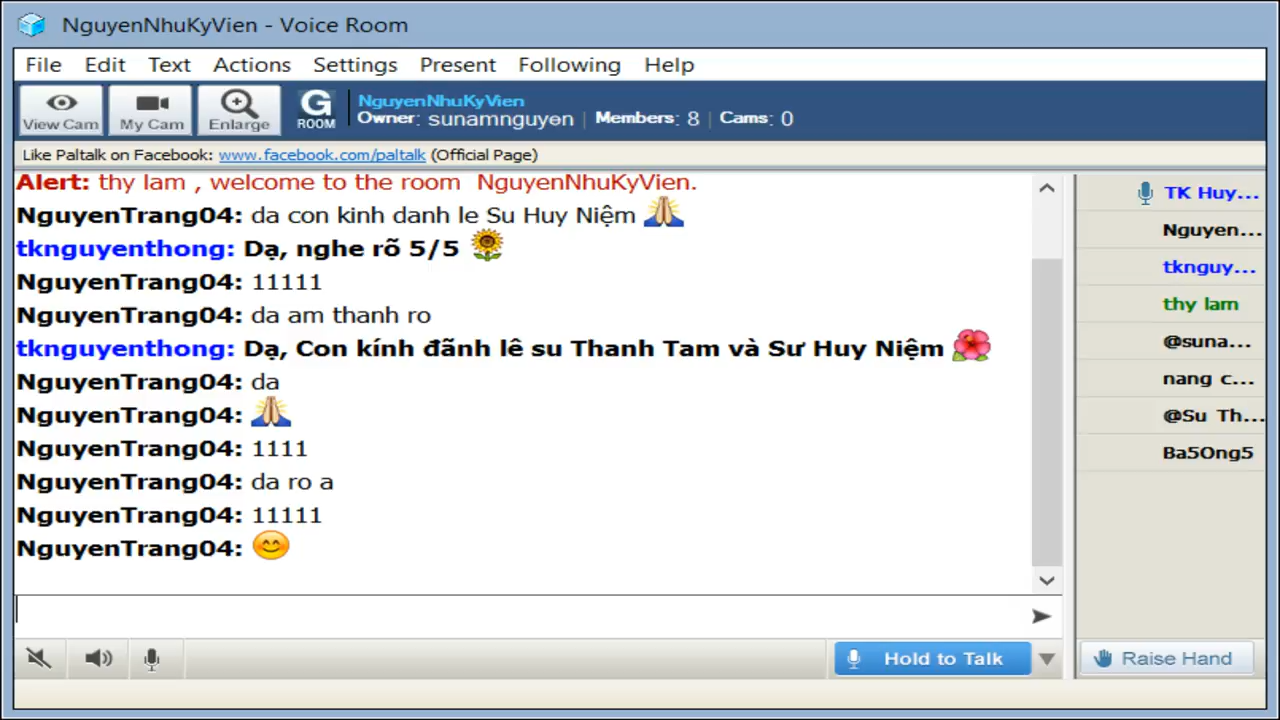 NguyenNhuKyVien - Voice Room
File Edit Text Actions Settings Present Following Help
View Cam My Cam Enlarge G ROOM
NguyenNhuKyVien
Owner: sunamnguyen | Members: 8 | Cams: 0
Like Paltalk on Facebook: www.facebook.com/paltalk (Official Page)
Alert: thy lam , welcome to the room NguyenNhuKyVien.
NguyenTrang04: da con kinh danh le Su Huy Niệm
tknguyenthong: Dạ, nghe rõ 5/5
NguyenTrang04: 11111
NguyenTrang04: da am thanh ro
tknguyenthong: Dạ, Con kính đãnh lê su Thanh Tam và Sư Huy Niệm
NguyenTrang04: da
NguyenTrang04:
NguyenTrang04: 1111
NguyenTrang04: da ro a
NguyenTrang04: 11111
NguyenTrang04:
TK Huy...
Nguyen...
tknguy...
thy lam
@suna...
nang c...
@Su Th...
Ba5Ong5
Hold to Talk
Raise Hand